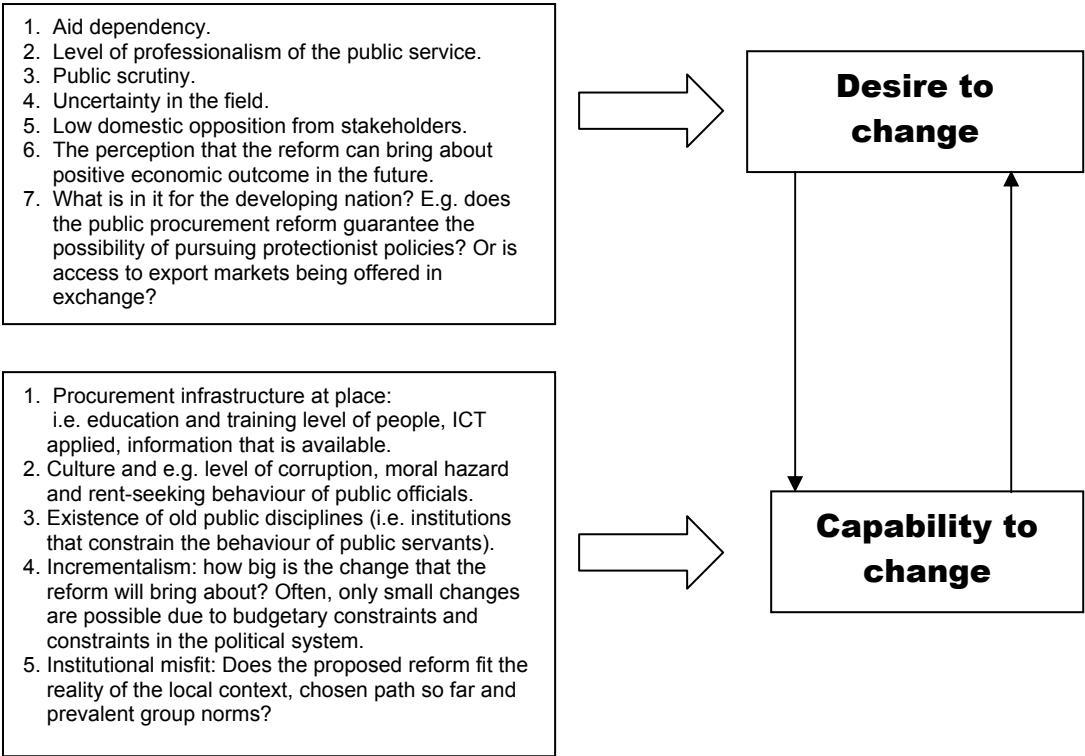 1. Aid dependency.
2. Level of professionalism of the public service.
3. Public scrutiny.
4. Uncertainty in the field.
5. Low domestic opposition from stakeholders.
6. The perception that the reform can bring about
positive economic outcome in the future.
7. What is in it for the developing nation? E.g. does
the public procurement reform guarantee the
possibility of pursuing protectionist policies? Or is
access to export markets being offered in
exchange?
Desire to
change
1. Procurement infrastructure at place:
i.e. education and training level of people, ICT
applied, information that is available.
2. Culture and e.g. level of corruption, moral hazard
and rent-seeking behaviour of public officials.
3. Existence of old public disciplines (i.e. institutions
that constrain the behaviour of public servants).
4. Incrementalism: how big is the change that the
reform will bring about? Often, only small changes
are possible due to budgetary constraints and
constraints in the political system.
5. Institutional misfit: Does the proposed reform fit the
reality of the local context, chosen path so far and
prevalent group norms?
Capability to
change